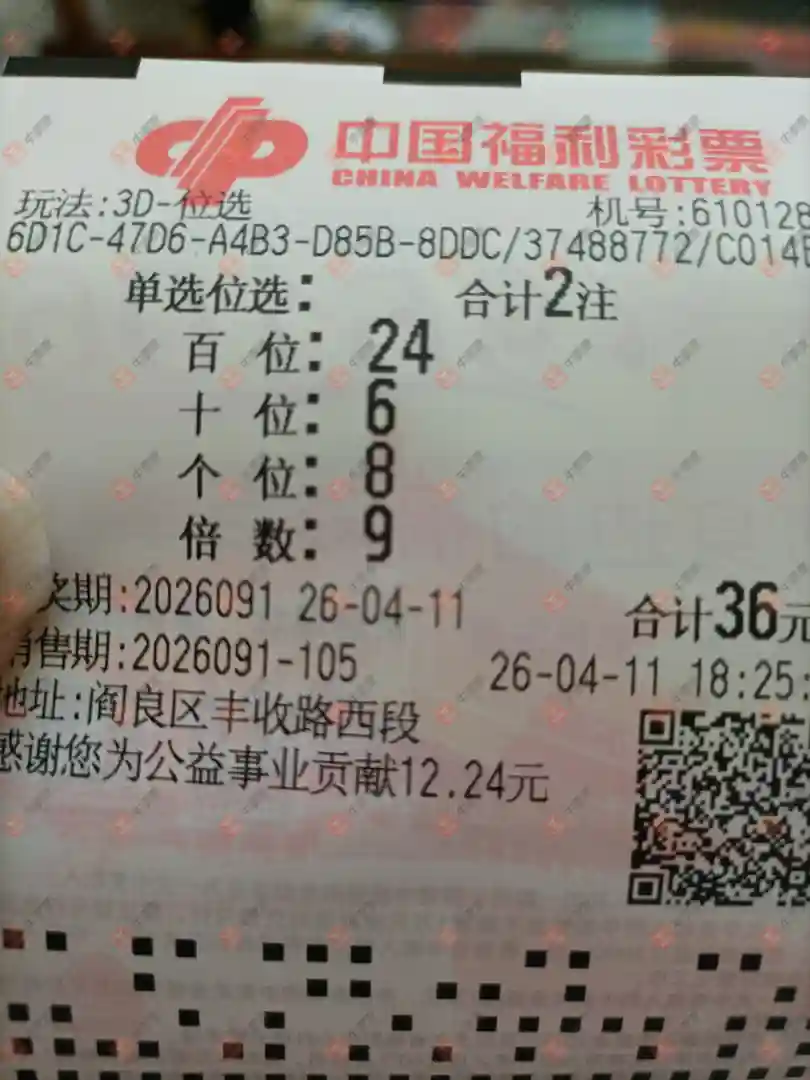 中国福利彩票
CHINA WELFARE LOTTERY
玩法:3D-位选
机号:610128
6D1C-47D6-A4B3-D85B-8DDC/37488772/C014
单选位选: 合计2注
百 位: 24
十 位: 6
个 位: 8
倍 数: 9
奖期:2026091 26-04-11 合计36元
销售期:2026091-105 26-04-11 18:25:
地址:阎良区丰收路西段
感谢您为公益事业贡献12.24元